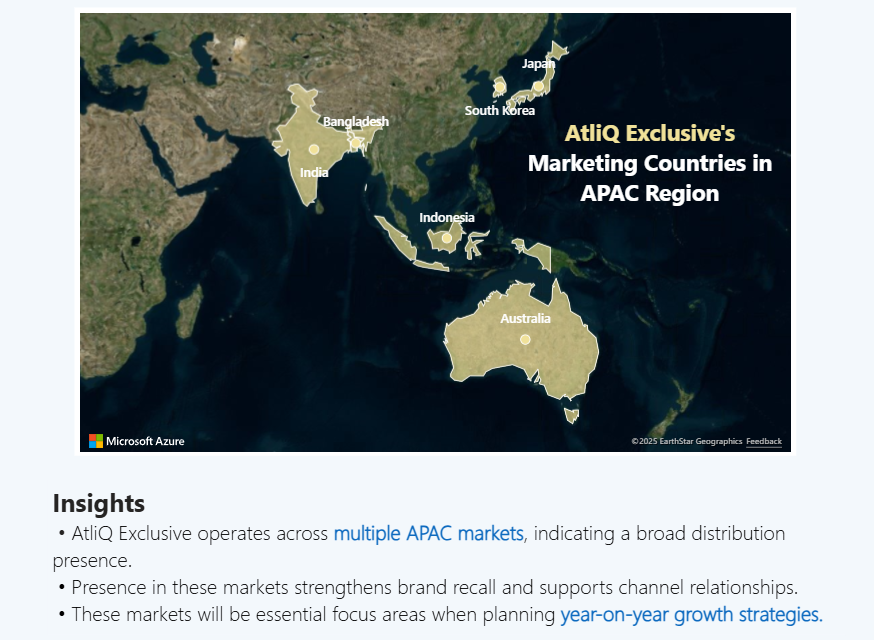 Japan
South Korea
Bangladesh
AtliQ Exclusive's
Marketing Countries in
APAC Region
India
Indonesia
Australia
Microsoft Azure
©2025 EarthStar Geographics Feedback
Insights
• AtliQ Exclusive operates across multiple APAC markets, indicating a broad distribution
presence.
• Presence in these markets strengthens brand recall and supports channel relationships.
• These markets will be essential focus areas when planning year-on-year growth strategies.